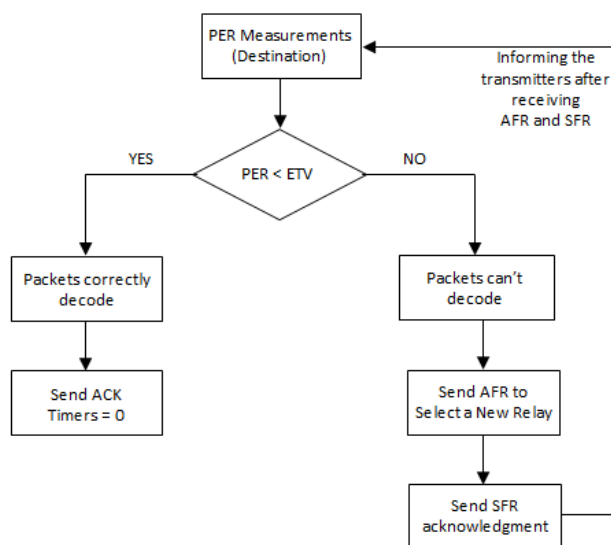 PER Measurements
(Destination)
Informing the
transmitters after
receiving
AFR and SFR
YES
PER < ETV
NO
Packets correctly
decode
Packets can't
decode
Send ACK
Timers = 0
Send AFR to
Select a New Relay
Send SFR
acknowledgment